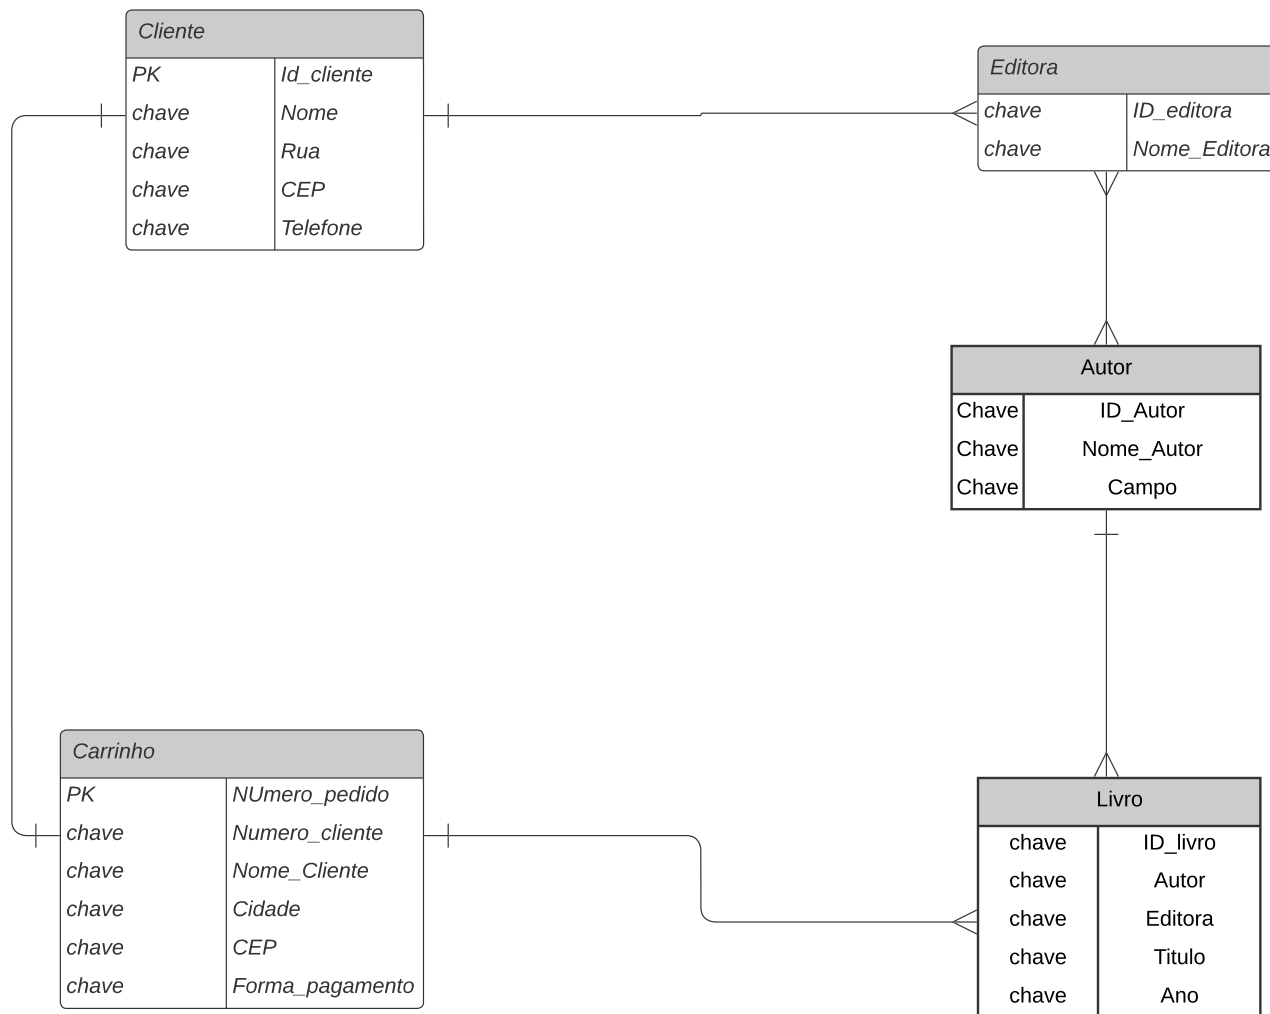 Cliente
PK Id_cliente
chave Nome
chave Rua
chave CEP
chave Telefone
Editora
chave ID_editora
chave Nome_Editora
Autor
Chave ID_Autor
Chave Nome_Autor
Chave Campo
Carrinho
PK NUmero_pedido
chave Numero_cliente
chave Nome_Cliente
chave Cidade
chave CEP
chave Forma_pagamento
Livro
chave ID_livro
chave Autor
chave Editora
chave Titulo
chave Ano